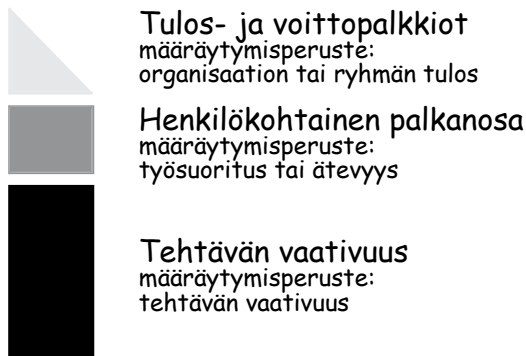 Tulos- ja voittopalkkiot
määräytymisperuste:
organisaation tai ryhmän tulos
Henkilökohtainen palkanosa
määräytymisperuste:
työsuoritus tai ätevyys
Tehtävän vaativuus
määräytymisperuste:
tehtävän vaativuus